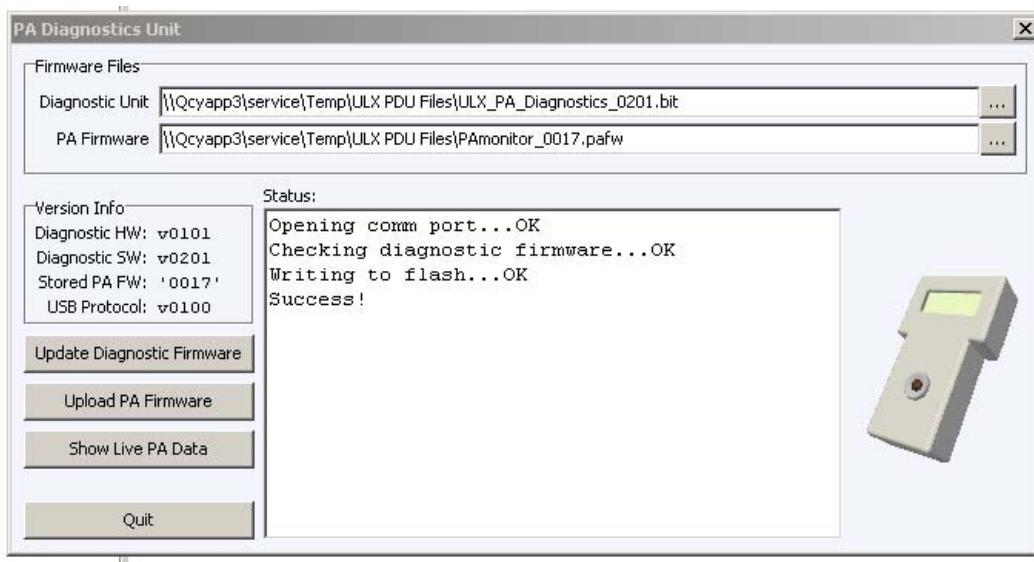 PA Diagnostics Unit
Firmware Files
Diagnostic Unit \\Qcyapp3\service\Temp\ULX PDU Files\ULX_PA_Diagnostics_0201.bit ...
PA Firmware \\Qcyapp3\service\Temp\ULX PDU Files\PAmonitor_0017.pafw ...
Version Info
Diagnostic HW: v0101
Diagnostic SW: v0201
Stored PA FW: '0017'
USB Protocol: v0100
Update Diagnostic Firmware
Upload PA Firmware
Show Live PA Data
Quit
Status:
Opening comm port...OK
Checking diagnostic firmware...OK
Writing to flash...OK
Success!